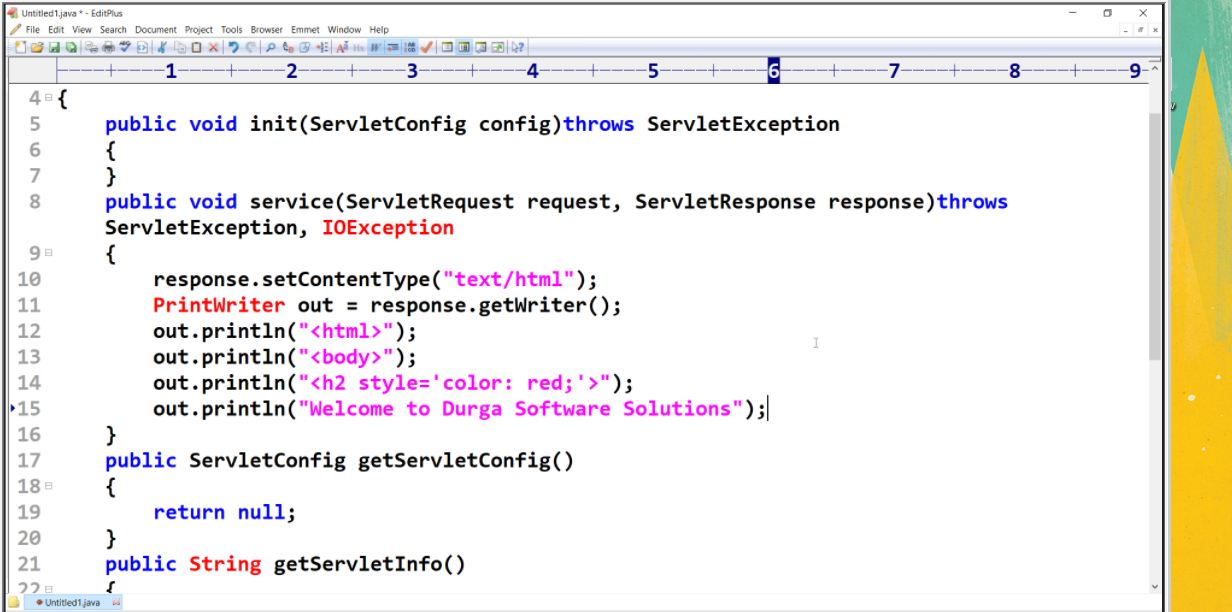 Untitled1.java * - EditPlus
File Edit View Search Document Project Tools Browser Emmet Window Help
1 2 3 4 5 6 7 8 9
4 {
5 public void init(ServletConfig config)throws ServletException
6 {
7 }
8 public void service(ServletRequest request, ServletResponse response)throws
ServletException, IOException
9 {
10 response.setContentType("text/html");
11 PrintWriter out = response.getWriter();
12 out.println("<html>");
13 out.println("<body>");
14 out.println("<h2 style='color: red;'>");
15 out.println("Welcome to Durga Software Solutions");
16 }
17 public ServletConfig getServletConfig()
18 {
19 return null;
20 }
21 public String getServletInfo()
22 {
Untitled1.java